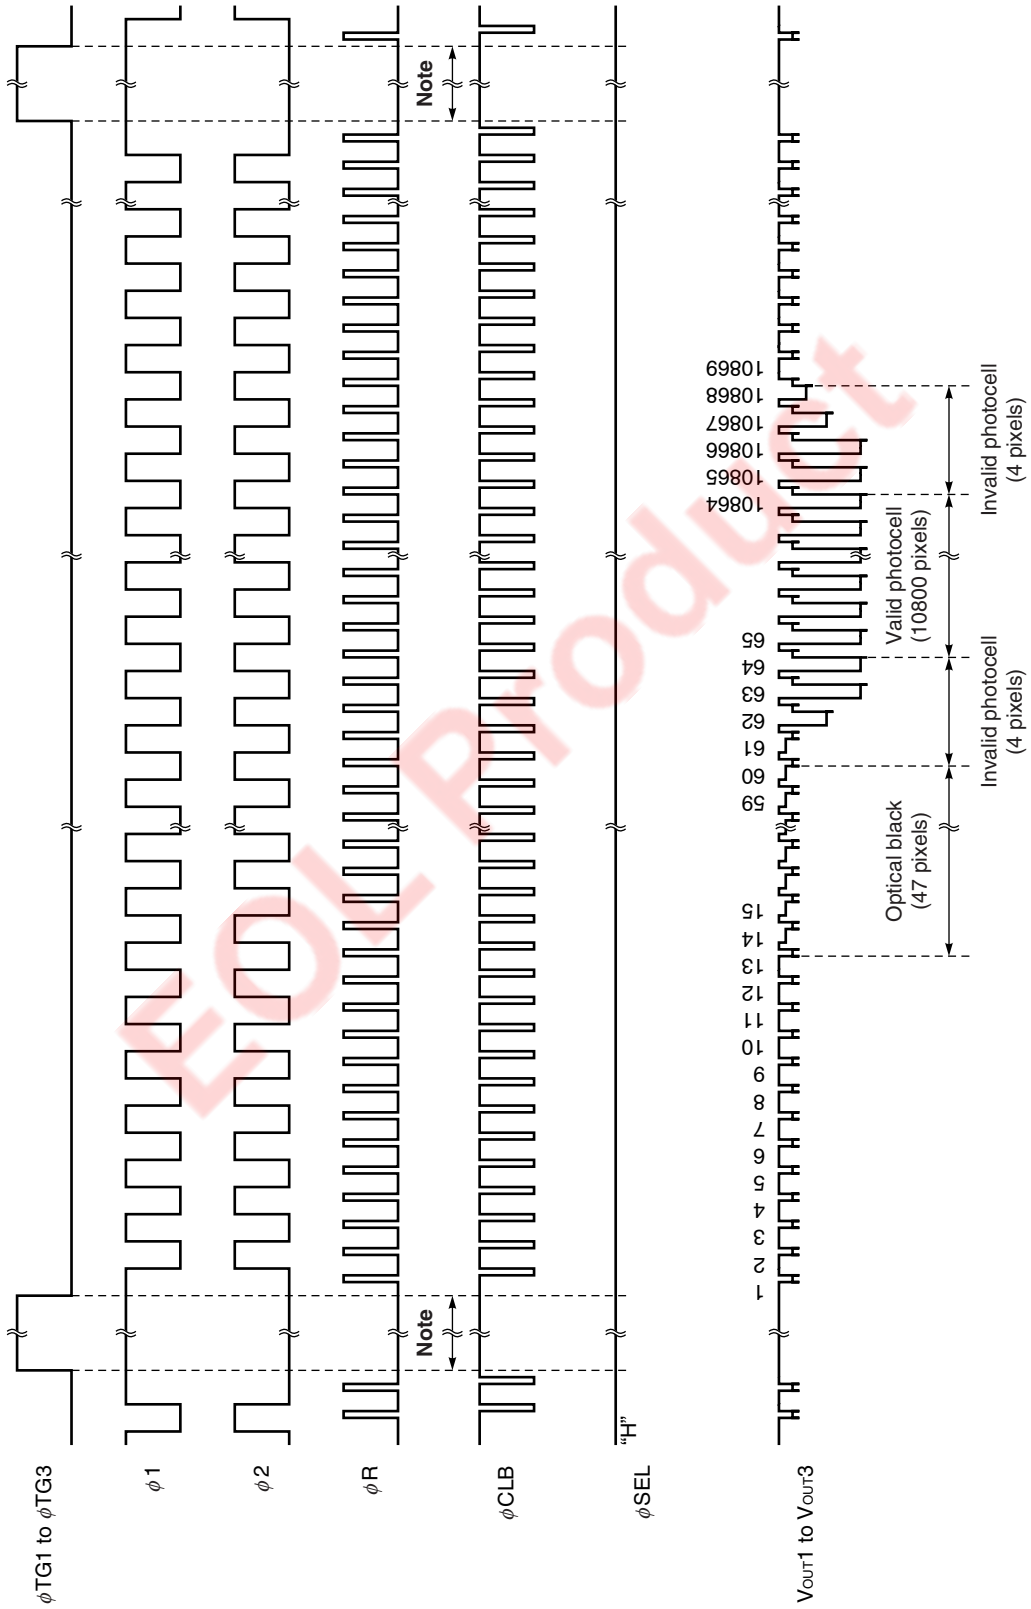 φTG1 to φTG3
φ1
φ2
φR
Note
Note
φCLB
φSEL
“H”
VOUT1 to VOUT3
1
2
3
4
5
6
7
8
9
10
11
12
13
14
15
59
60
61
62
63
64
65
10864
10865
10866
10867
10868
10869
Optical black
(47 pixels)
Invalid photocell
(4 pixels)
Valid photocell
(10800 pixels)
Invalid photocell
(4 pixels)
EOL Product